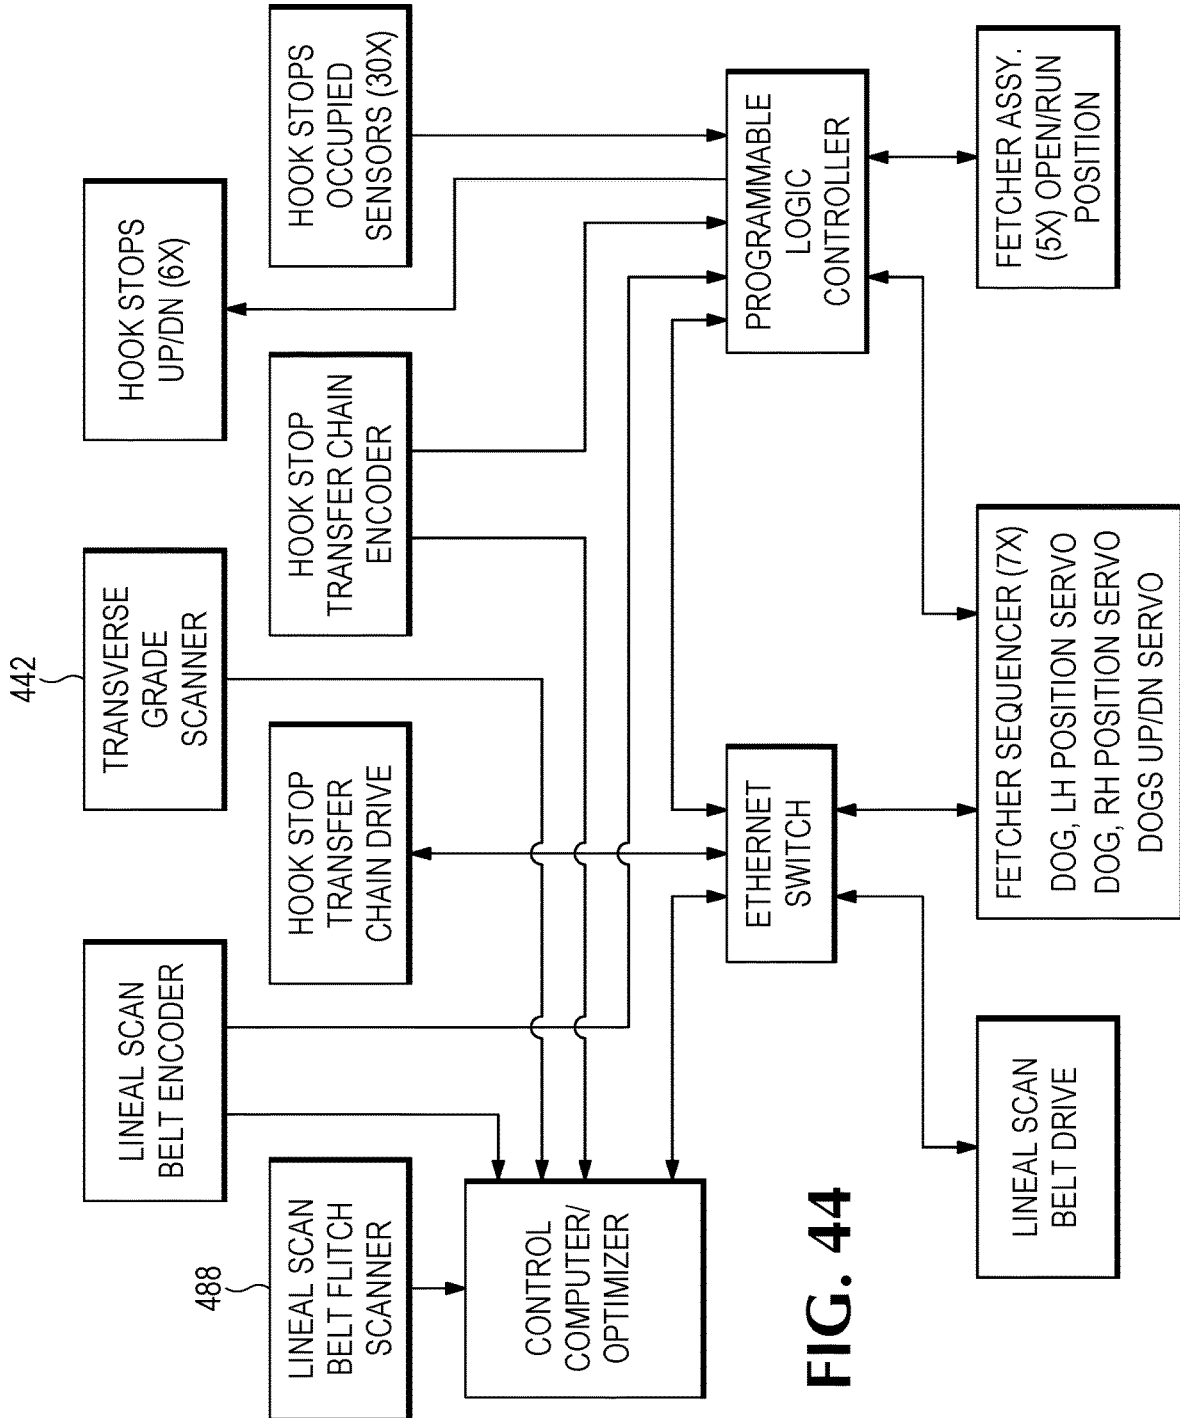 488
LINEAL SCAN
BELT FLITCH
SCANNER
LINEAL SCAN
BELT ENCODER
HOOK STOP
TRANSFER
CHAIN DRIVE
442
TRANSVERSE
GRADE
SCANNER
HOOK STOP
TRANSFER CHAIN
ENCODER
HOOK STOPS
UP/DN (6X)
HOOK STOPS
OCCUPIED
SENSORS (30X)
CONTROL
COMPUTER/
OPTIMIZER
ETHERNET
SWITCH
PROGRAMMABLE
LOGIC
CONTROLLER
LINEAL SCAN
BELT DRIVE
FETCHER SEQUENCER (7X)
DOG, LH POSITION SERVO
DOG, RH POSITION SERVO
DOGS UP/DN SERVO
FETCHER ASSY.
(5X) OPEN/RUN
POSITION
FIG. 44